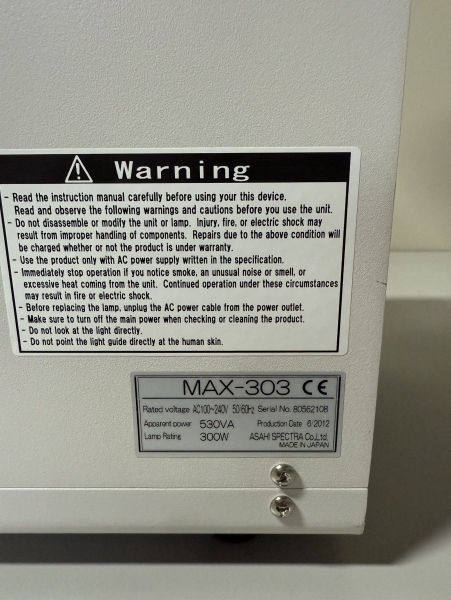 ⚠ Warning
- Read the instruction manual carefully before using your this device.
Read and observe the following warnings and cautions before you use the unit.
- Do not disassemble or modify the unit or lamp. Injury, fire, or electric shock may
result from improper handling of components. Repairs due to the above condition will
be charged whether or not the product is under warranty.
- Use the product only with AC power supply written in the specification.
- Immediately stop operation if you notice smoke, an unusual noise or smell, or
excessive heat coming from the unit. Continued operation under these circumstances
may result in fire or electric shock.
- Before replacing the lamp, unplug the AC power cable from the power outlet.
- Make sure to turn off the main power when checking or cleaning the product.
- Do not look at the light directly.
- Do not point the light guide directly at the human skin.
MAX-303 CE
Rated voltage AC100~240V 50/60Hz Serial No. 80562108
Apparent power 530VA Production Date 6/2012
Lamp Rating 300W ASAHI SPECTRA Co.,Ltd.
MADE IN JAPAN